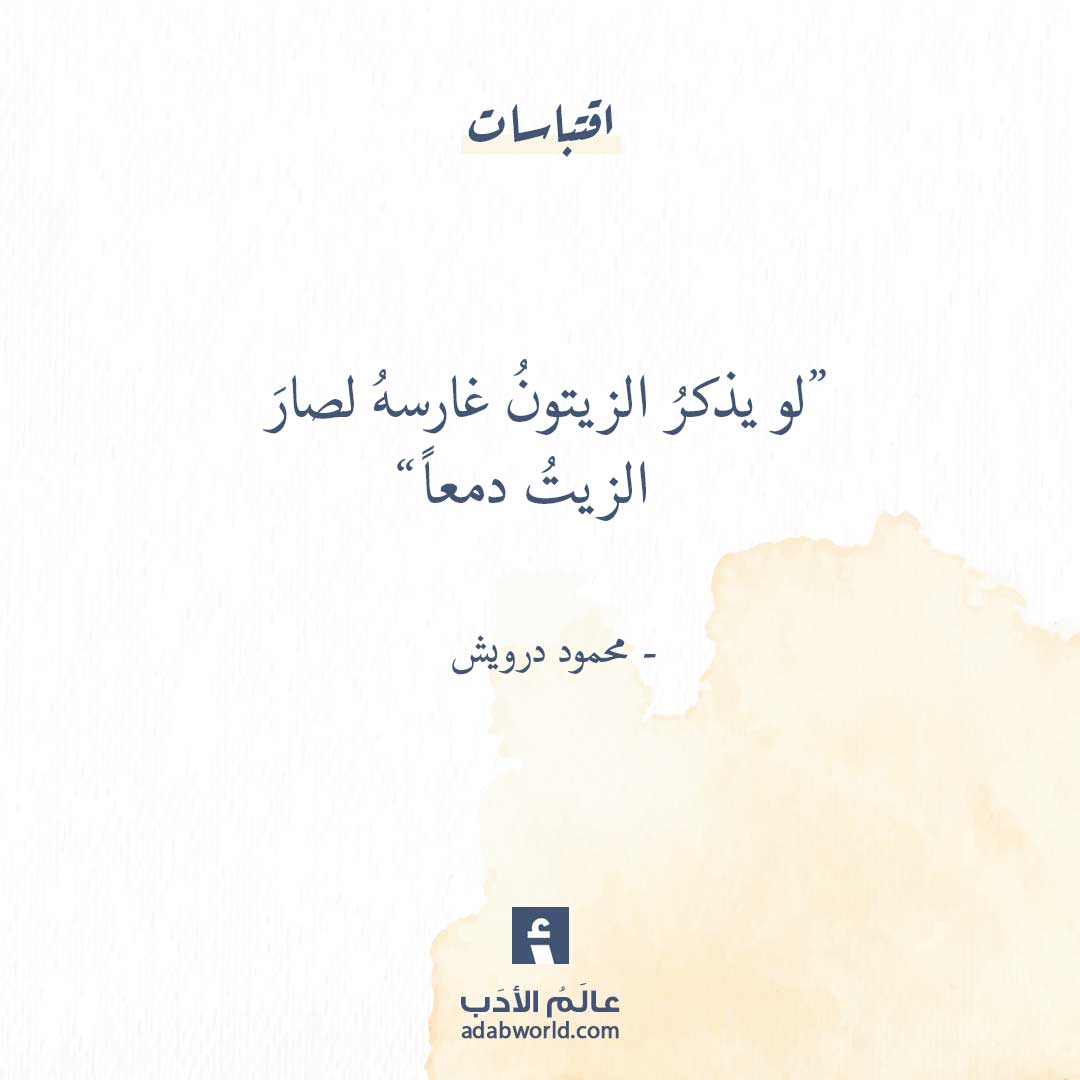 اقتباسات
”لو يذكرُ الزيتونُ غارسهُ لصارَ
الزيتُ دمعاً“
- محمود درويش
أ
عالَمُ الأدَب
adabworld.com